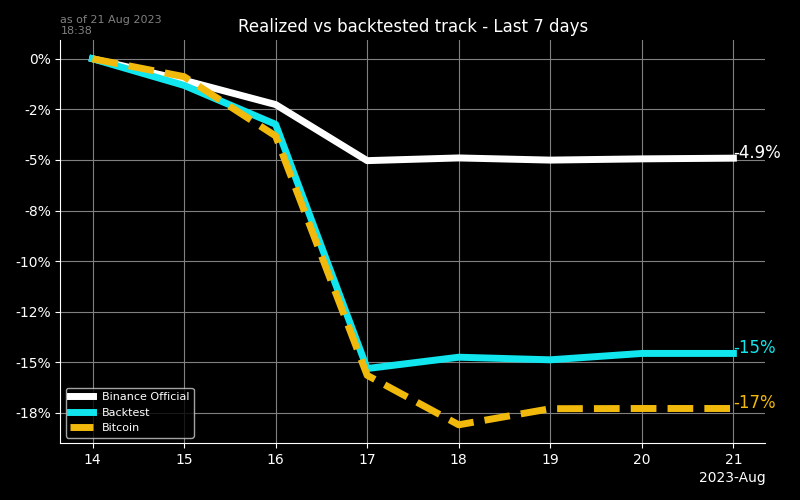 as of 21 Aug 2023
18:38
Realized vs backtested track - Last 7 days
0%
-2%
-5%
-8%
-10%
-12%
-15%
-18%
-4.9%
-15%
-17%
Binance Official
Backtest
Bitcoin
14 15 16 17 18 19 20 21
2023-Aug